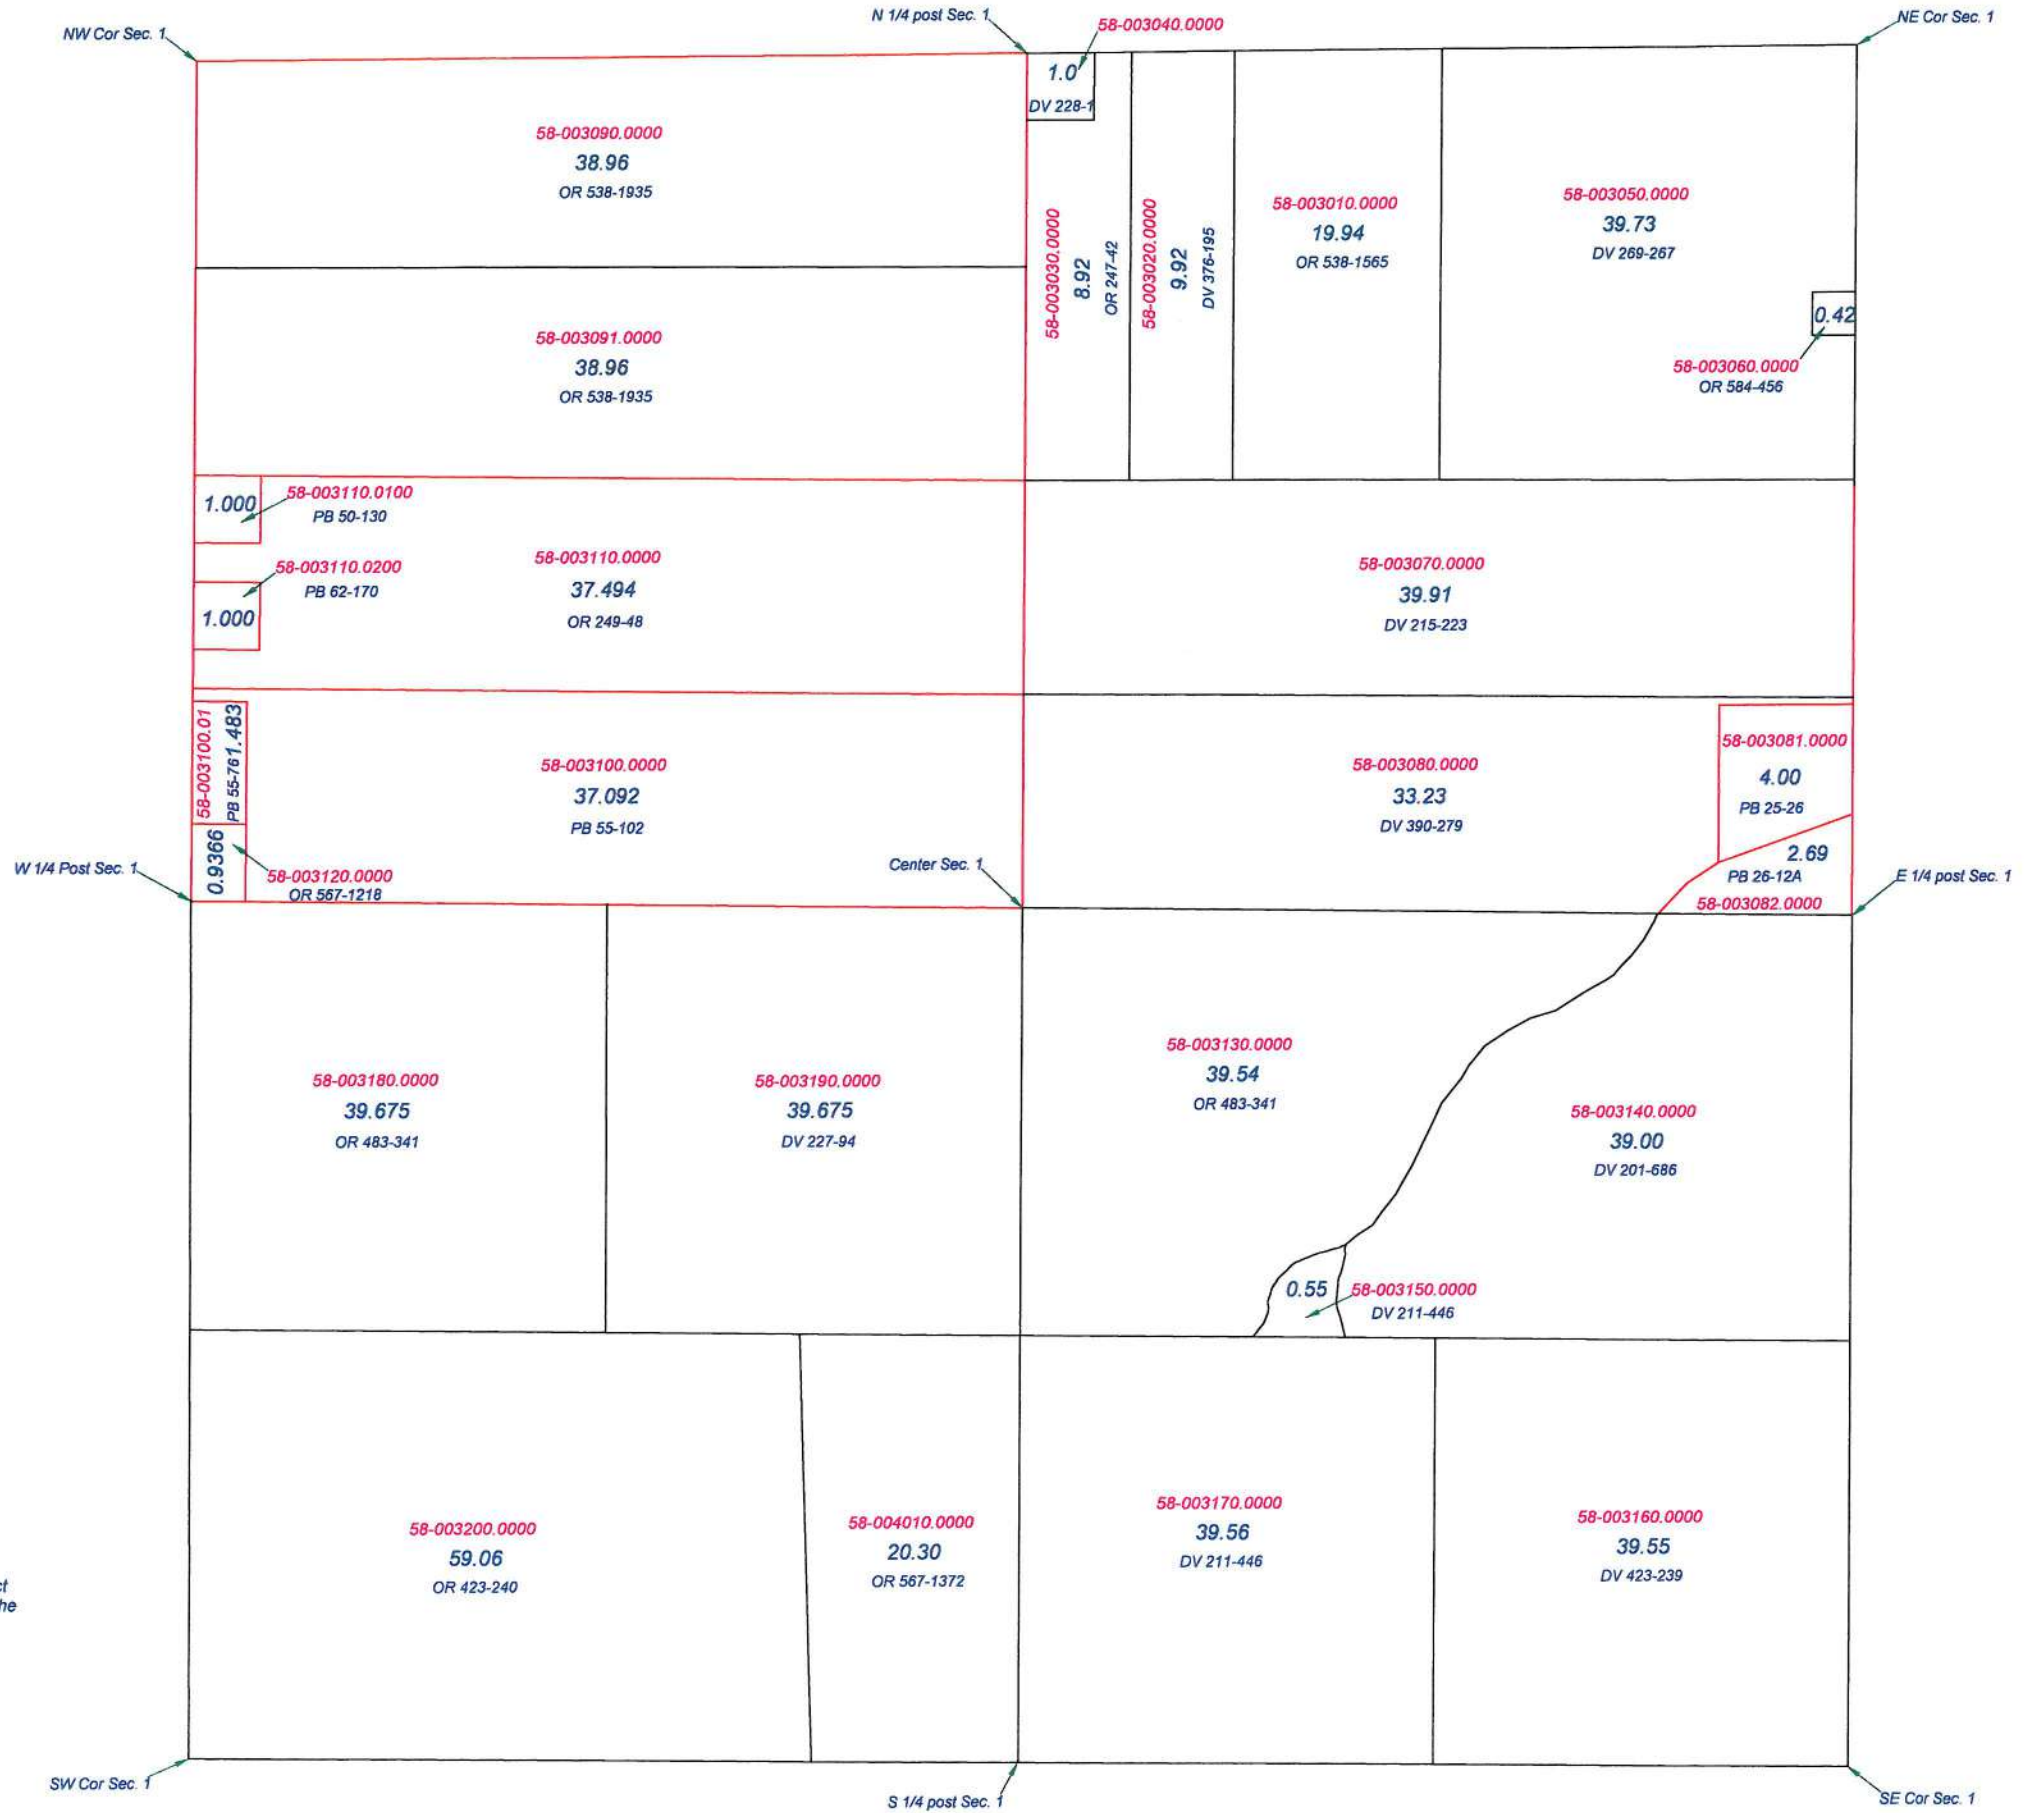 NW Cor Sec. 1
N 1/4 post Sec. 1
58-003040.0000
NE Cor Sec. 1
1.0
DV 228-1
58-003090.0000
38.96
OR 538-1935
58-003030.0000
8.92
OR 247-42
58-003020.0000
9.92
DV 376-195
58-003010.0000
19.94
OR 538-1565
58-003050.0000
39.73
DV 269-267
0.42
58-003060.0000
OR 584-456
58-003091.0000
38.96
OR 538-1935
1.000
58-003110.0100
PB 50-130
58-003110.0200
PB 62-170
1.000
58-003110.0000
37.494
OR 249-48
58-003070.0000
39.91
DV 215-223
58-003100.01
PB 55-76
1.483
58-003100.0000
37.092
PB 55-102
58-003080.0000
33.23
DV 390-279
58-003081.0000
4.00
PB 25-26
2.69
PB 26-12A
58-003082.0000
0.9366
58-003120.0000
OR 567-1218
W 1/4 Post Sec. 1
Center Sec. 1
E 1/4 post Sec. 1
58-003180.0000
39.675
OR 483-341
58-003190.0000
39.675
DV 227-94
58-003130.0000
39.54
OR 483-341
58-003140.0000
39.00
DV 201-686
0.55
58-003150.0000
DV 211-446
58-003200.0000
59.06
OR 423-240
58-004010.0000
20.30
OR 567-1372
58-003170.0000
39.56
DV 211-446
58-003160.0000
39.55
DV 423-239
SW Cor Sec. 1
S 1/4 post Sec. 1
SE Cor Sec. 1